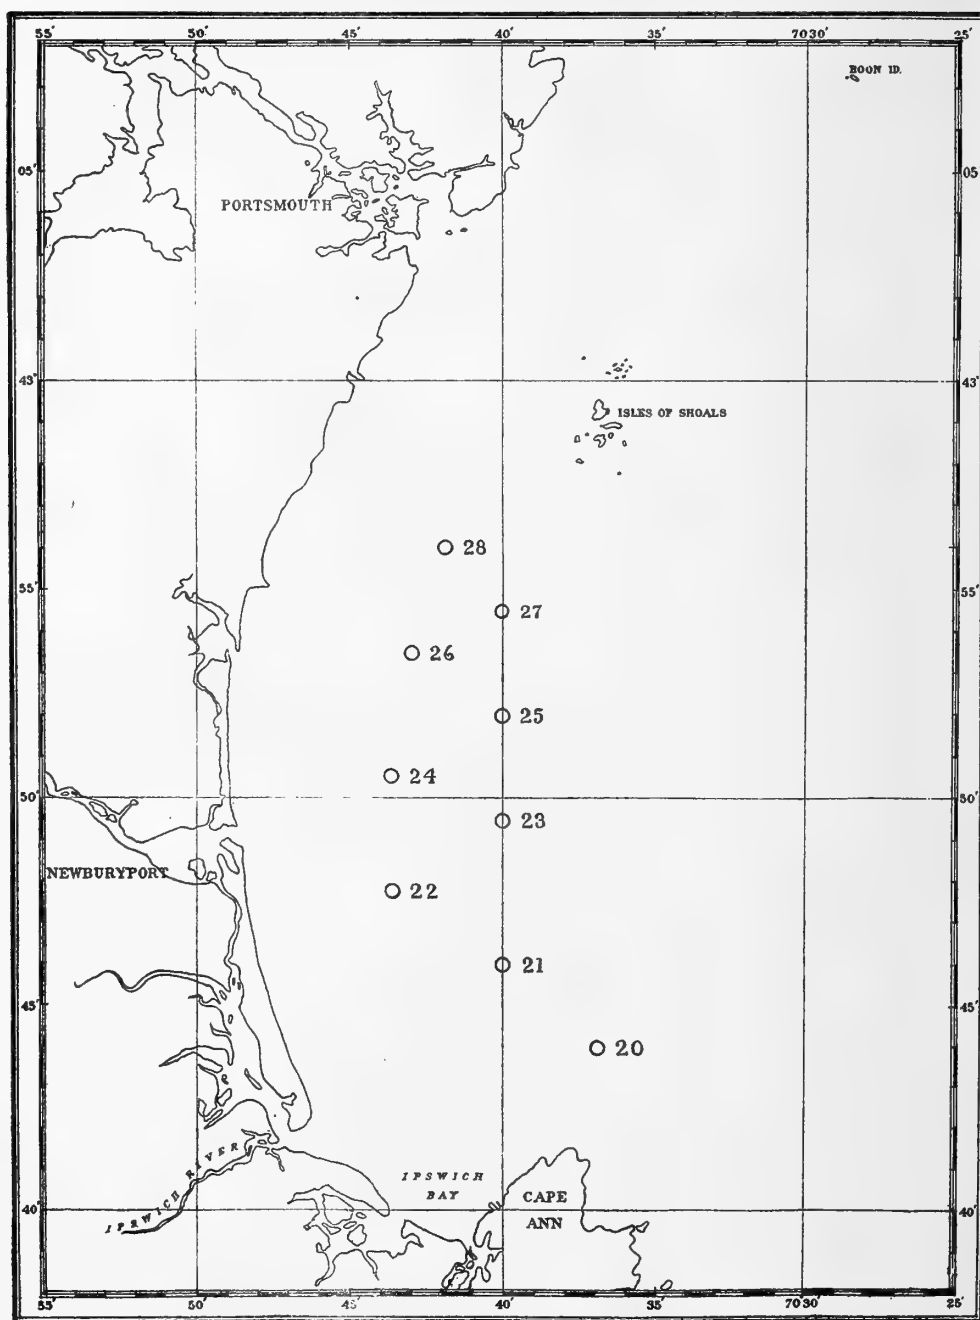 55′ 50′ 45′ 40′ 35′ 70 30′ 25′
BOON ID.
05′ 05
PORTSMOUTH
43° 43°
ISLES OF SHOALS
28
55′ 55′
27
26
25
24
50′ 50′
23
NEWBURYPORT
22
21
45′ 45′
20
IPSWICH RIVER
IPSWICH
BAY
CAPE
ANN
40′ 40′
55′ 50′ 45′ 40′ 35′ 70 30′ 25′